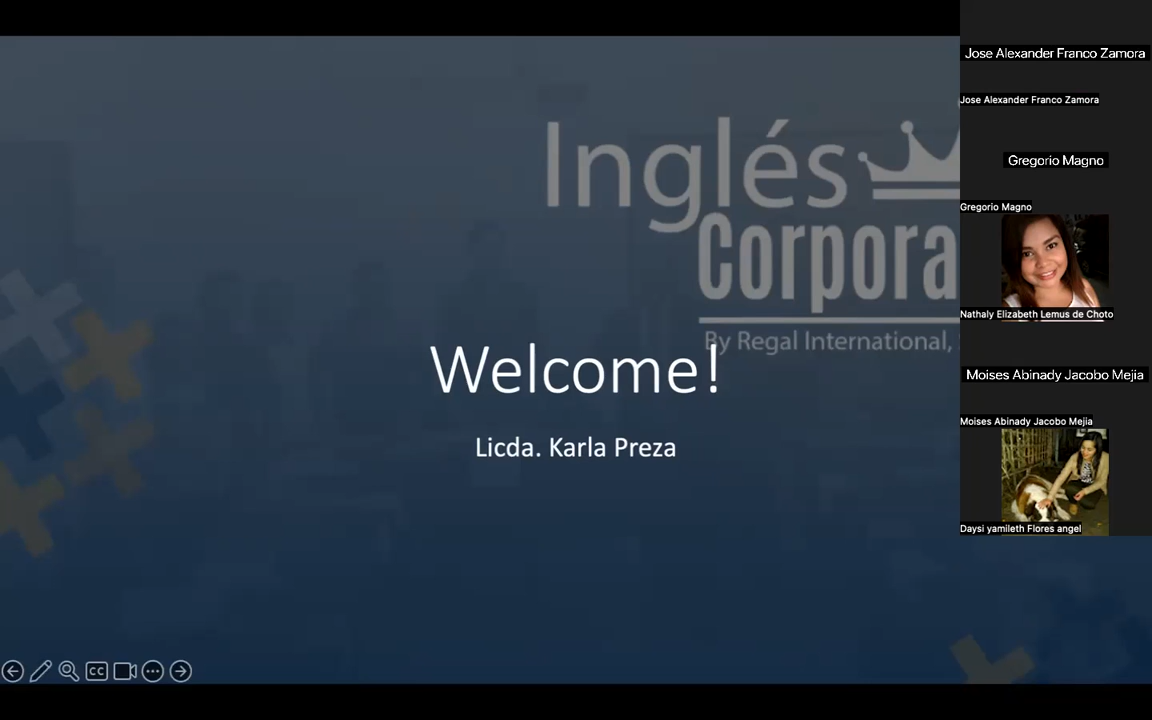 Inglés
Corpora
By Regal International,
Welcome!
Licda. Karla Preza
CC
Jose Alexander Franco Zamora
Jose Alexander Franco Zamora
Gregorio Magno
Gregorio Magno
Nathaly Elizabeth Lemus de Choto
Moises Abinady Jacobo Mejia
Moises Abinady Jacobo Mejia
Daysi yamileth Flores angel